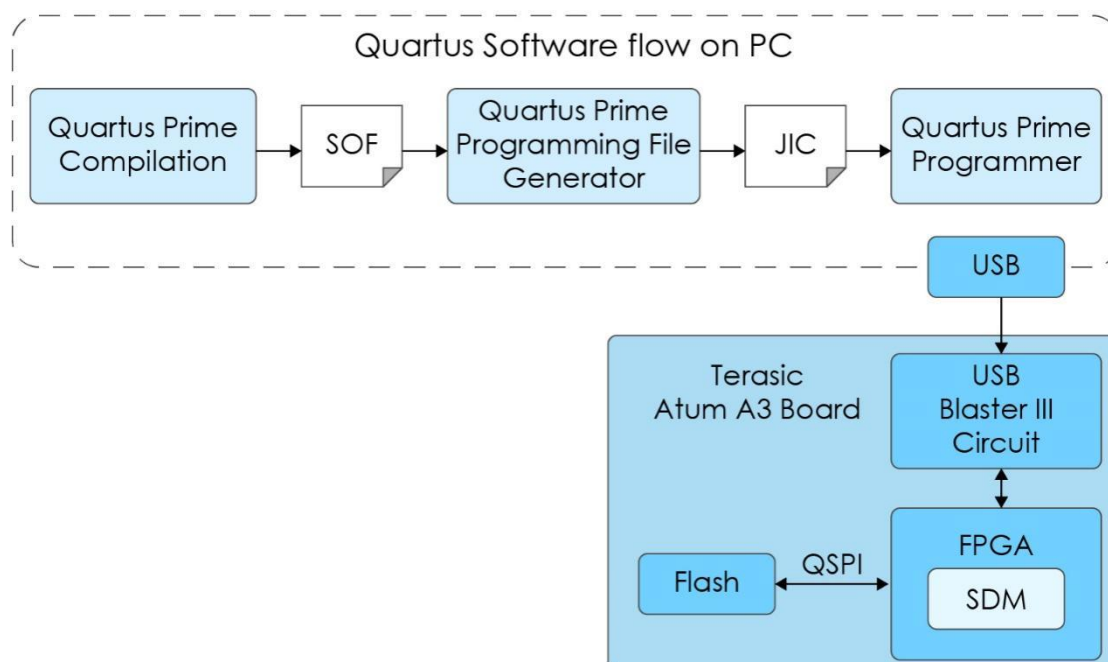 Quartus Software flow on PC
Quartus Prime
Compilation
SOF
Quartus Prime
Programming File
Generator
JIC
Quartus Prime
Programmer
USB
Terasic
Atum A3 Board
USB
Blaster III
Circuit
Flash
QSPI
FPGA
SDM